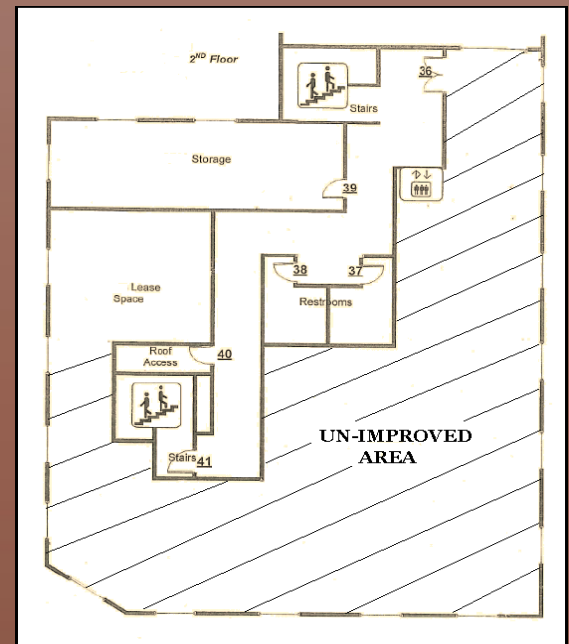 2ND Floor
36
Stairs
Storage
39
38
37
Lease
Space
Restrooms
Roof
Access
40
UN-IMPROVED
AREA
Stairs
41